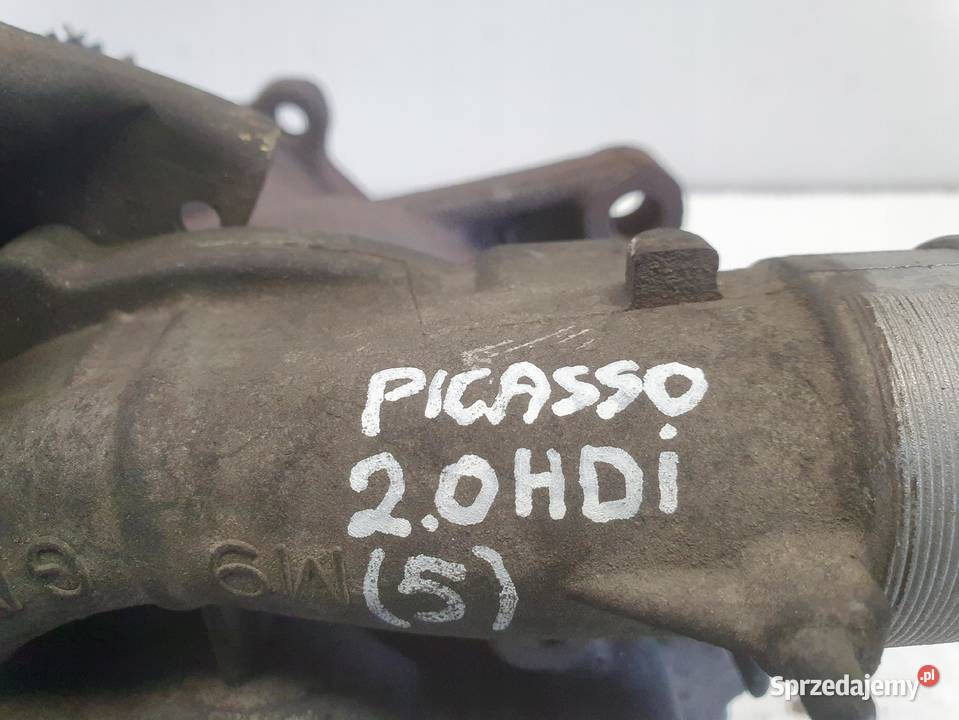 PICASSO
2.0HDi
(5)
Sprzedajemy.pl